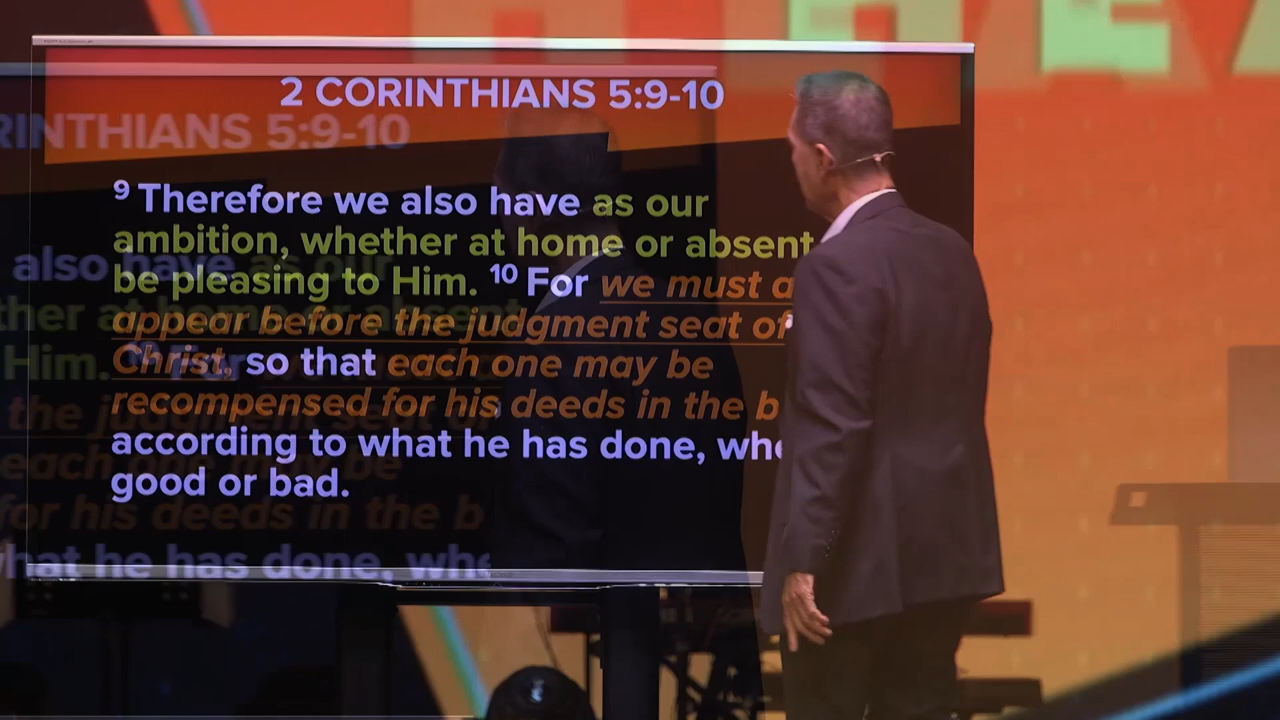 2 CORINTHIANS 5:9-10
9 Therefore we also have as our
ambition, whether at home or absent
be pleasing to Him. 10 For we must a
appear before the judgment seat of
Christ, so that each one may be
recompensed for his deeds in the b
according to what he has done, whe
good or bad.